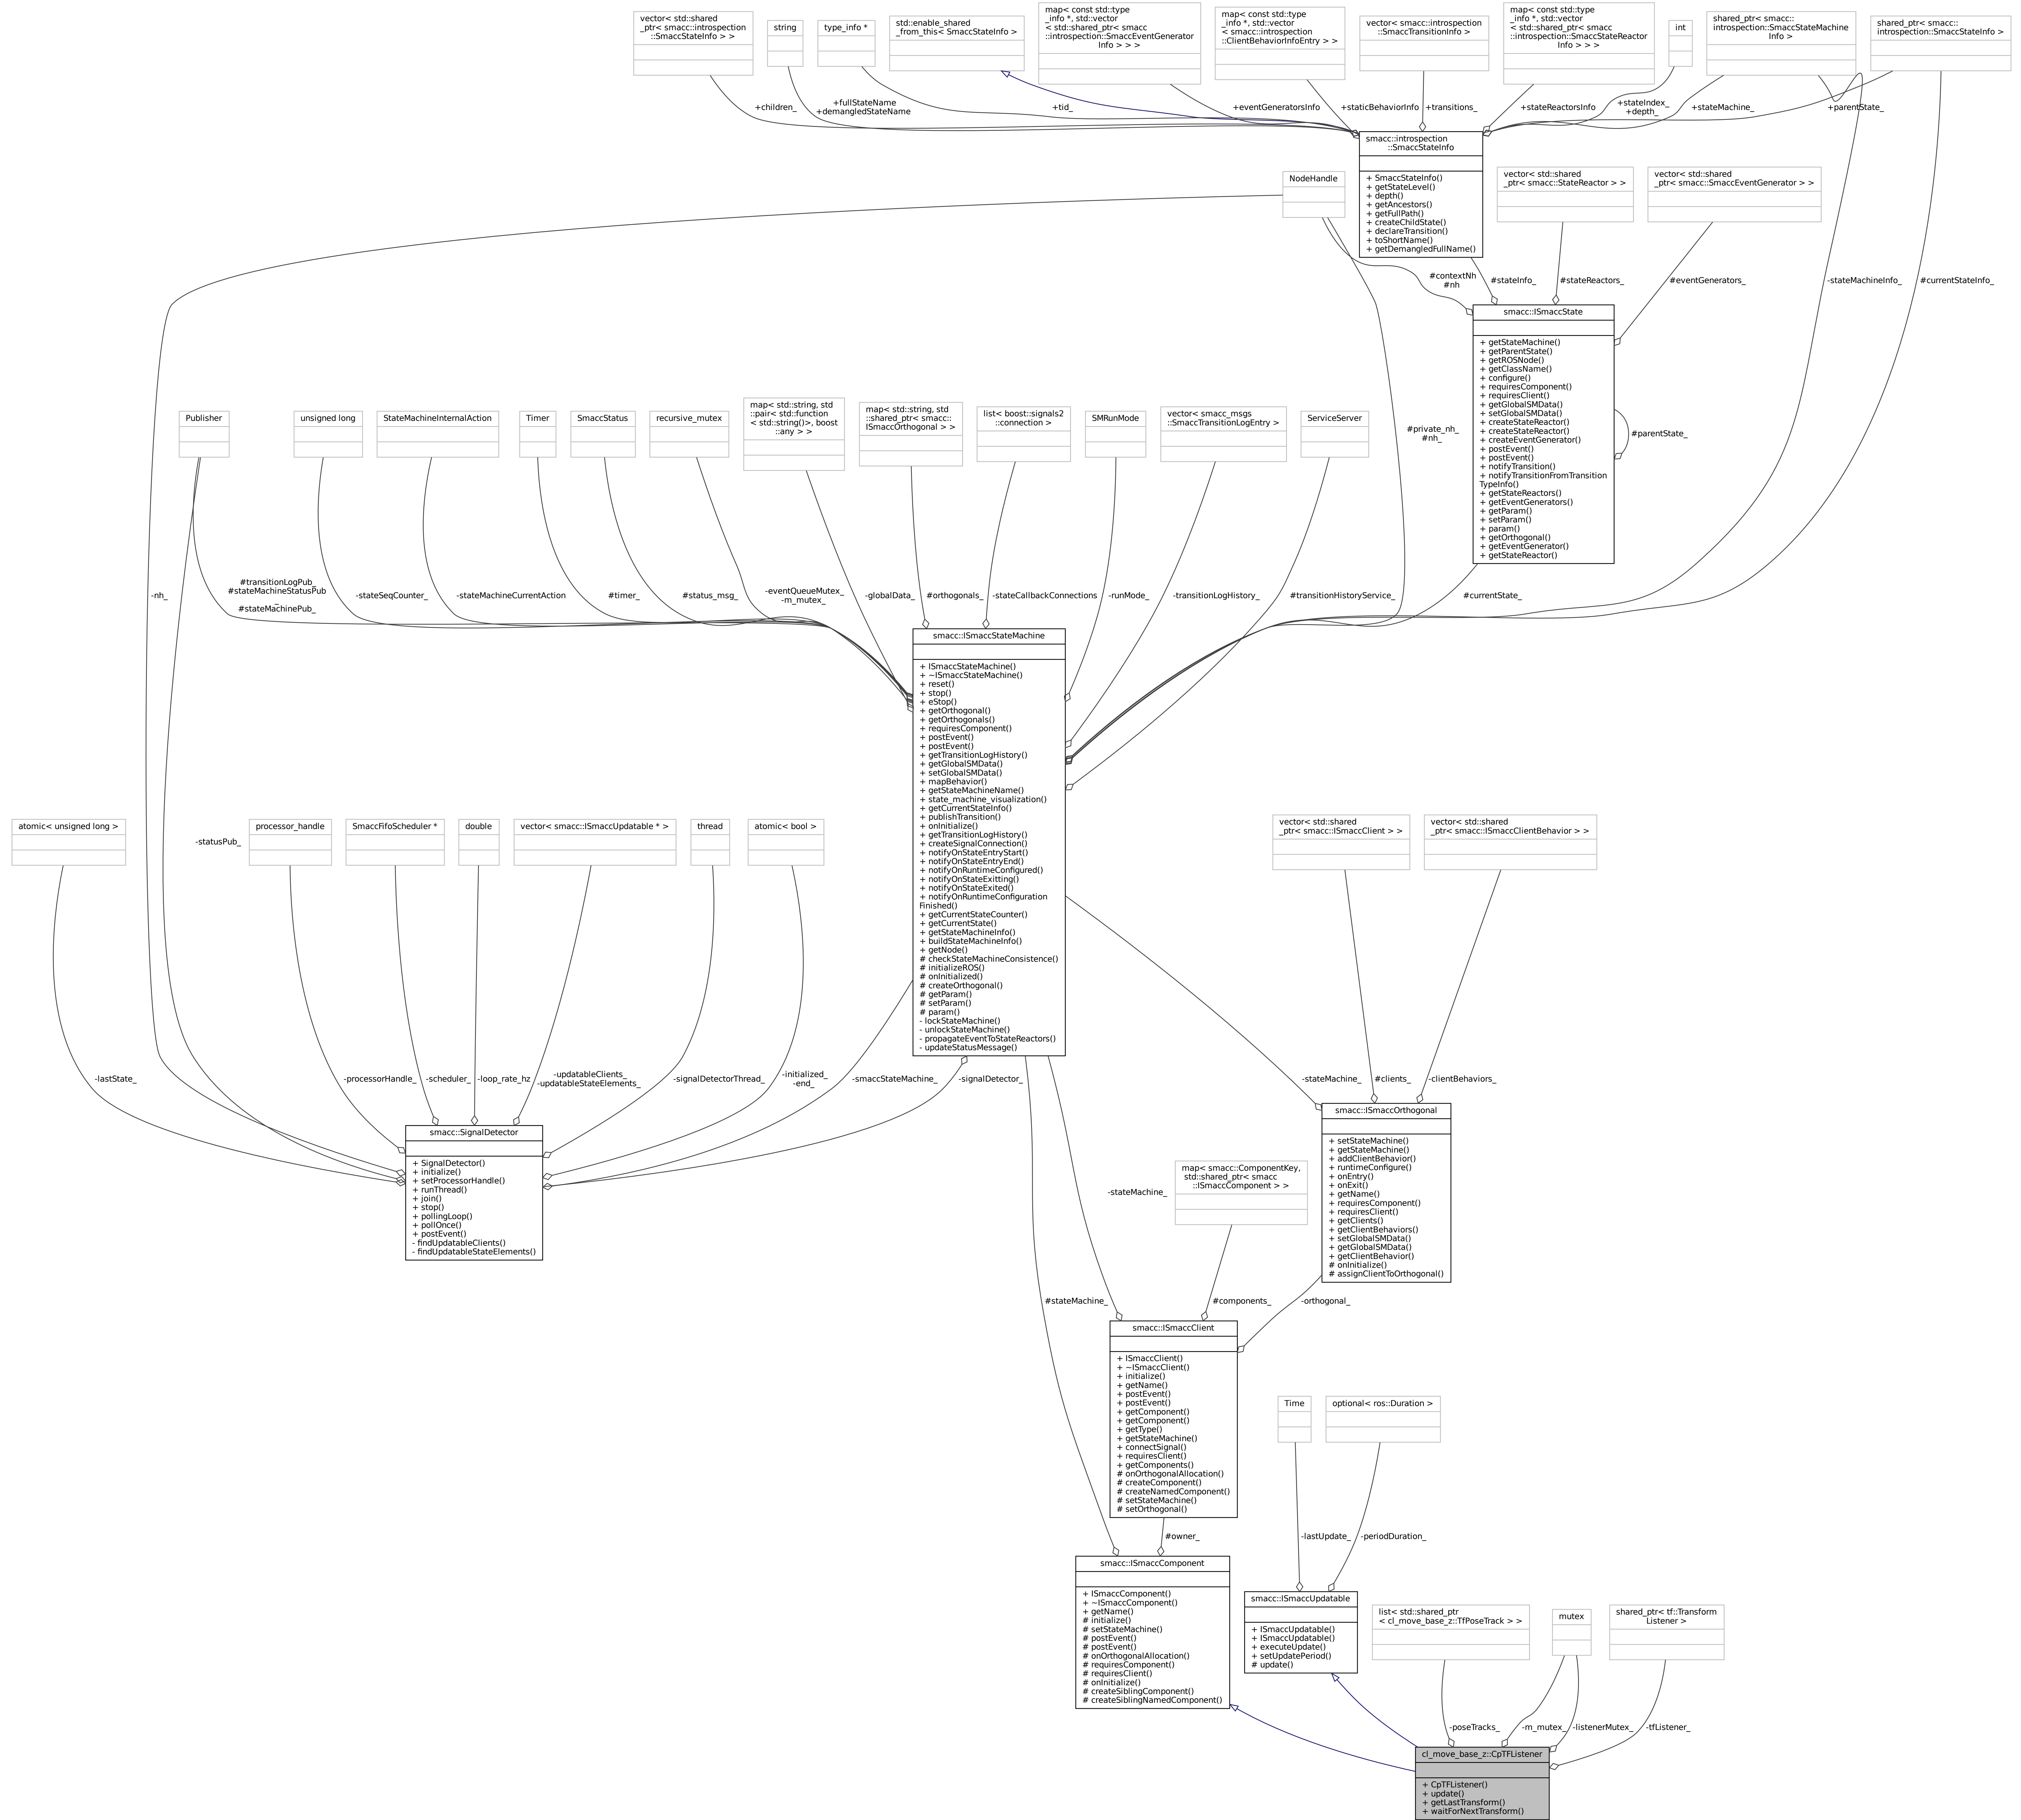 vector< std::shared
_ptr< smacc::introspection
::SmaccStateInfo > >
string
type_info *
std::enable_shared
_from_this< SmaccStateInfo >
map< const std::type
_info *, std::vector
< std::shared_ptr< smacc
::introspection::SmaccEventGenerator
Info > > >
map< const std::type
_info *, std::vector
< smacc::introspection
::ClientBehaviorInfoEntry > >
vector< smacc::introspection
::SmaccTransitionInfo >
map< const std::type
_info *, std::vector
< std::shared_ptr< smacc
::introspection::SmaccStateReactor
Info > > >
int
shared_ptr< smacc::
introspection::SmaccStateMachine
Info >
shared_ptr< smacc::
introspection::SmaccStateInfo >
+children_
+fullStateName
+demangledStateName
+tid_
+eventGeneratorsInfo
+staticBehaviorInfo
+transitions_
+stateReactorsInfo
+stateIndex_
+depth_
+stateMachine_
+parentState_
smacc::introspection
::SmaccStateInfo
+ SmaccStateInfo()
+ getStateLevel()
+ depth()
+ getAncestors()
+ getFullPath()
+ createChildState()
+ declareTransition()
+ toShortName()
+ getDemangledFullName()
NodeHandle
vector< std::shared
_ptr< smacc::StateReactor > >
vector< std::shared
_ptr< smacc::SmaccEventGenerator > >
#contextNh
#nh
#stateInfo_
#stateReactors_
#eventGenerators_
-stateMachineInfo_
#currentStateInfo_
smacc::ISmaccState
+ getStateMachine()
+ getParentState()
+ getROSNode()
+ getClassName()
+ configure()
+ requiresComponent()
+ requiresClient()
+ getGlobalSMData()
+ setGlobalSMData()
+ createStateReactor()
+ createStateReactor()
+ createEventGenerator()
+ postEvent()
+ postEvent()
+ notifyTransition()
+ notifyTransitionFromTransition
TypeInfo()
+ getStateReactors()
+ getEventGenerators()
+ getParam()
+ setParam()
+ param()
+ getOrthogonal()
+ getEventGenerator()
+ getStateReactor()
#parentState_
Publisher
unsigned long
StateMachineInternalAction
Timer
SmaccStatus
recursive_mutex
map< std::string, std
::pair< std::function
< std::string()>, boost
::any > >
map< std::string, std
::shared_ptr< smacc::
ISmaccOrthogonal > >
list< boost::signals2
::connection >
SMRunMode
vector< smacc_msgs
::SmaccTransitionLogEntry >
ServiceServer
#private_nh_
#nh_
-nh_
#transitionLogPub_
#stateMachineStatusPub
_
#stateMachinePub_
-stateSeqCounter_
-stateMachineCurrentAction
#timer_
#status_msg_
-eventQueueMutex_
-m_mutex_
-globalData_
#orthogonals_
-stateCallbackConnections
-runMode_
-transitionLogHistory_
#transitionHistoryService_
#currentState_
smacc::ISmaccStateMachine
+ ISmaccStateMachine()
+ ~ISmaccStateMachine()
+ reset()
+ stop()
+ eStop()
+ getOrthogonal()
+ getOrthogonals()
+ requiresComponent()
+ postEvent()
+ postEvent()
+ getTransitionLogHistory()
+ getGlobalSMData()
+ setGlobalSMData()
+ mapBehavior()
+ getStateMachineName()
+ state_machine_visualization()
+ getCurrentStateInfo()
+ publishTransition()
+ onInitialize()
+ getTransitionLogHistory()
+ createSignalConnection()
+ notifyOnStateEntryStart()
+ notifyOnStateEntryEnd()
+ notifyOnRuntimeConfigured()
+ notifyOnStateExitting()
+ notifyOnStateExited()
+ notifyOnRuntimeConfiguration
Finished()
+ getCurrentStateCounter()
+ getCurrentState()
+ getStateMachineInfo()
+ buildStateMachineInfo()
+ getNode()
# checkStateMachineConsistence()
# initializeROS()
# onInitialized()
# createOrthogonal()
# getParam()
# setParam()
# param()
- lockStateMachine()
- unlockStateMachine()
- propagateEventToStateReactors()
- updateStatusMessage()
atomic< unsigned long >
-statusPub_
processor_handle
SmaccFifoScheduler *
double
vector< smacc::ISmaccUpdatable * >
thread
atomic< bool >
vector< std::shared
_ptr< smacc::ISmaccClient > >
vector< std::shared
_ptr< smacc::ISmaccClientBehavior > >
-lastState_
-processorHandle_
-scheduler_
-loop_rate_hz
-updatableClients_
-updatableStateElements_
-signalDetectorThread_
-initialized_
-end_
-smaccStateMachine_
-signalDetector_
-stateMachine_
#clients_
-clientBehaviors_
smacc::SignalDetector
+ SignalDetector()
+ initialize()
+ setProcessorHandle()
+ runThread()
+ join()
+ stop()
+ pollingLoop()
+ pollOnce()
+ postEvent()
- findUpdatableClients()
- findUpdatableStateElements()
smacc::ISmaccOrthogonal
+ setStateMachine()
+ getStateMachine()
+ addClientBehavior()
+ runtimeConfigure()
+ onEntry()
+ onExit()
+ getName()
+ requiresComponent()
+ requiresClient()
+ getClients()
+ getClientBehaviors()
+ setGlobalSMData()
+ getGlobalSMData()
+ getClientBehavior()
# onInitialize()
# assignClientToOrthogonal()
-stateMachine_
map< smacc::ComponentKey,
std::shared_ptr< smacc
::ISmaccComponent > >
#stateMachine_
#components_
-orthogonal_
smacc::ISmaccClient
+ ISmaccClient()
+ ~ISmaccClient()
+ initialize()
+ getName()
+ postEvent()
+ postEvent()
+ getComponent()
+ getComponent()
+ getType()
+ getStateMachine()
+ connectSignal()
+ requiresClient()
+ getComponents()
# onOrthogonalAllocation()
# createComponent()
# createNamedComponent()
# setStateMachine()
# setOrthogonal()
Time
optional< ros::Duration >
#owner_
-lastUpdate_
-periodDuration_
smacc::ISmaccComponent
+ ISmaccComponent()
+ ~ISmaccComponent()
+ getName()
# initialize()
# setStateMachine()
# postEvent()
# postEvent()
# onOrthogonalAllocation()
# requiresComponent()
# requiresClient()
# onInitialize()
# createSiblingComponent()
# createSiblingNamedComponent()
smacc::ISmaccUpdatable
+ ISmaccUpdatable()
+ ISmaccUpdatable()
+ executeUpdate()
+ setUpdatePeriod()
# update()
list< std::shared_ptr
< cl_move_base_z::TfPoseTrack > >
mutex
shared_ptr< tf::Transform
Listener >
-poseTracks_
-m_mutex_
-listenerMutex_
-tfListener_
cl_move_base_z::CpTFListener
+ CpTFListener()
+ update()
+ getLastTransform()
+ waitForNextTransform()